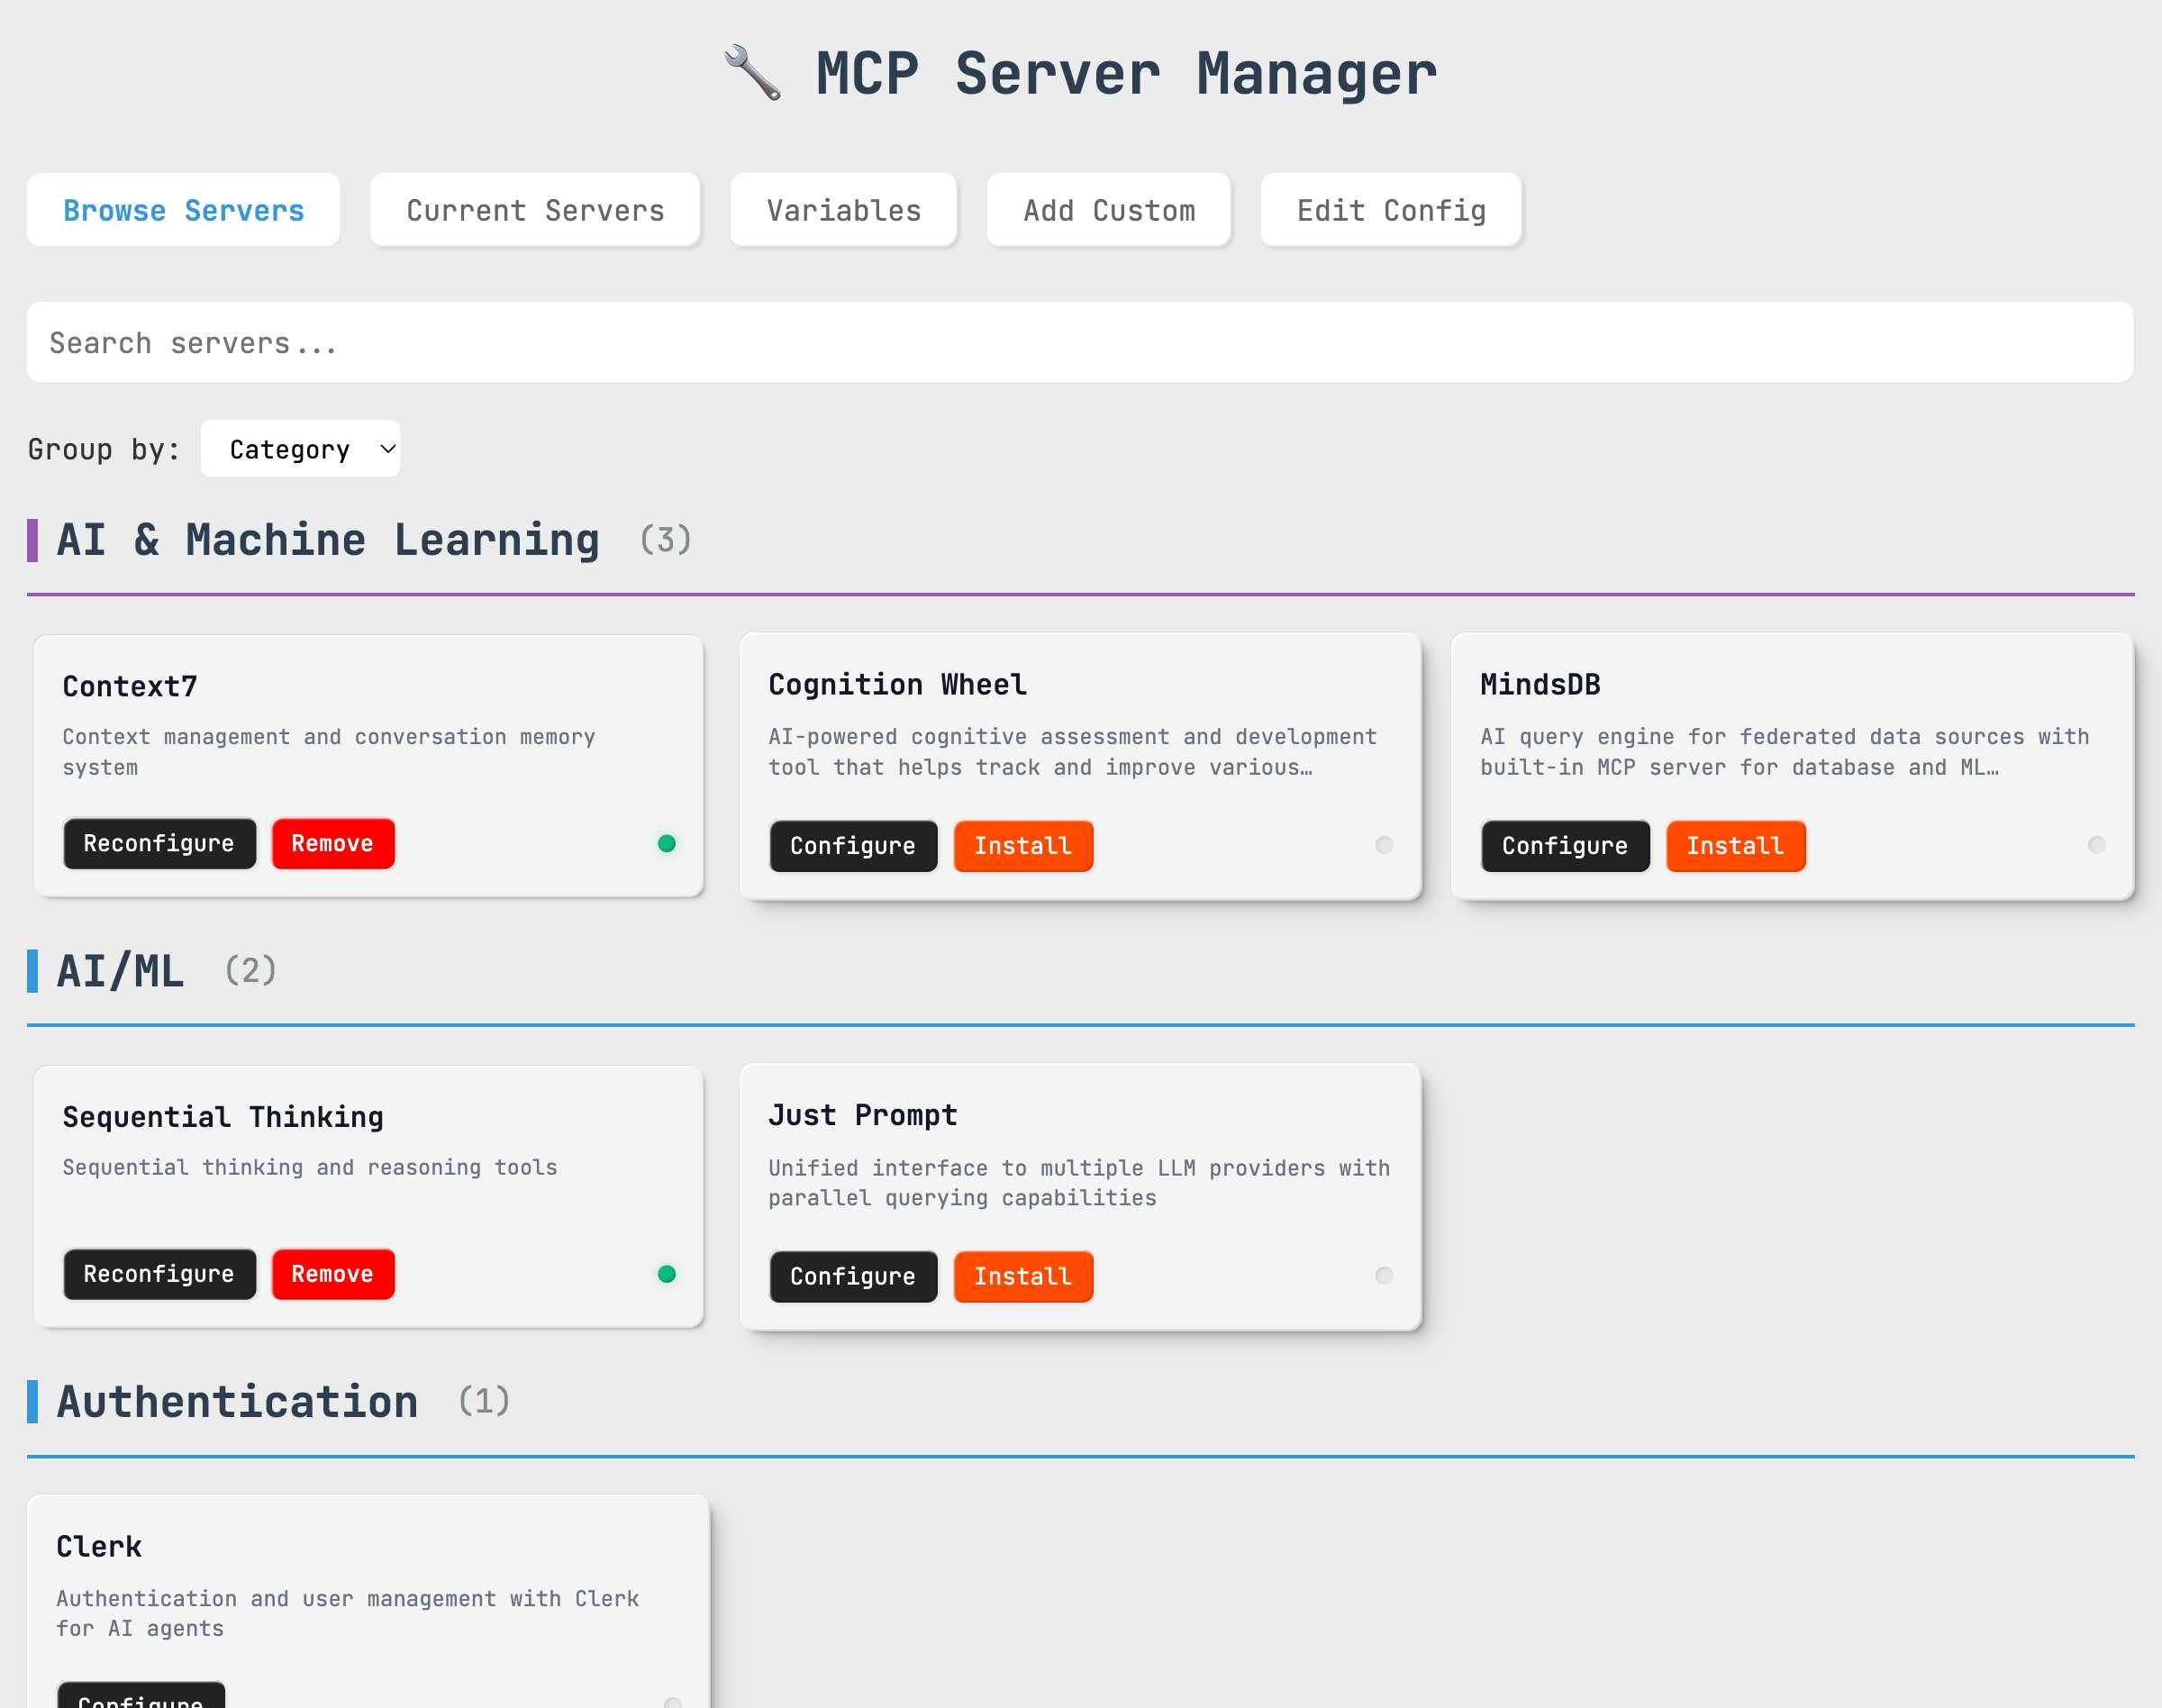 MCP Server Manager
Browse Servers
Current Servers
Variables
Add Custom
Edit Config
Search servers...
Group by: Category
AI & Machine Learning (3)
Context7
Context management and conversation memory
system
Reconfigure Remove
Cognition Wheel
AI-powered cognitive assessment and development
tool that helps track and improve various…
Configure Install
MindsDB
AI query engine for federated data sources with
built-in MCP server for database and ML…
Configure Install
AI/ML (2)
Sequential Thinking
Sequential thinking and reasoning tools
Reconfigure Remove
Just Prompt
Unified interface to multiple LLM providers with
parallel querying capabilities
Configure Install
Authentication (1)
Clerk
Authentication and user management with Clerk
for AI agents
Configure